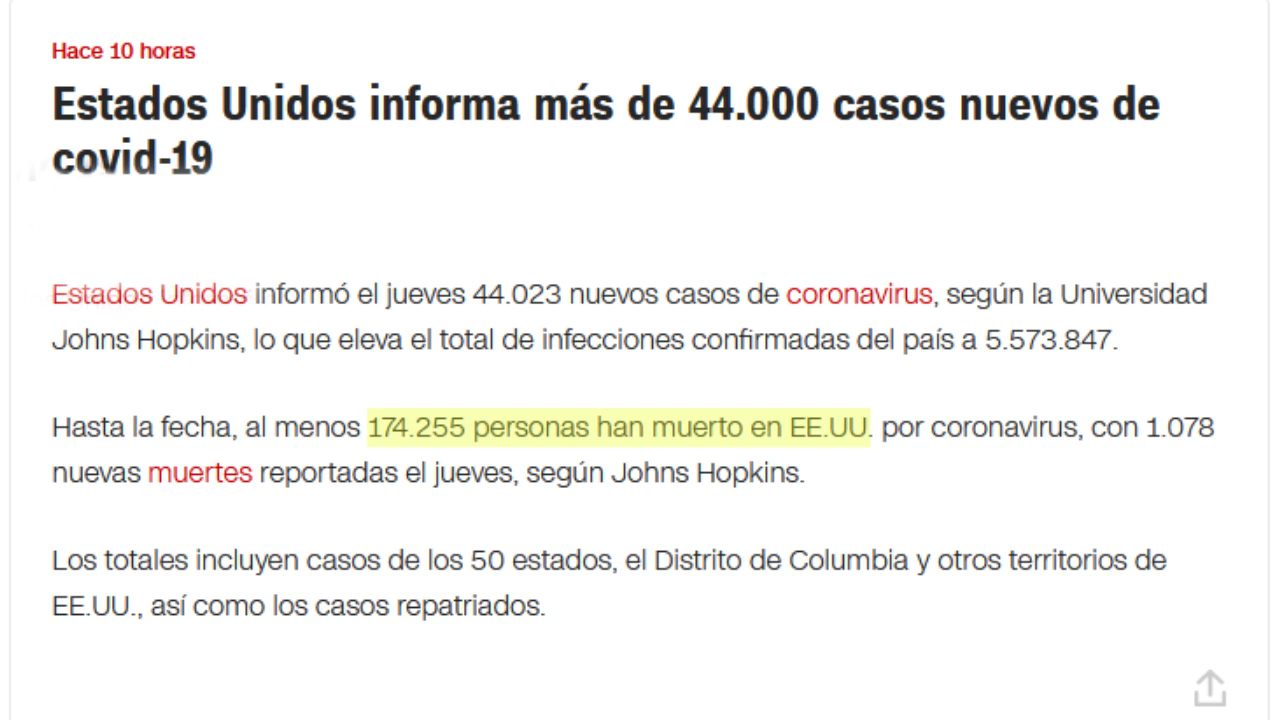 Hace 10 horas
Estados Unidos informa más de 44.000 casos nuevos de
covid-19
Estados Unidos informó el jueves 44.023 nuevos casos de coronavirus, según la Universidad
Johns Hopkins, lo que eleva el total de infecciones confirmadas del país a 5.573.847.
Hasta la fecha, al menos 174.255 personas han muerto en EE.UU. por coronavirus, con 1.078
nuevas muertes reportadas el jueves, según Johns Hopkins.
Los totales incluyen casos de los 50 estados, el Distrito de Columbia y otros territorios de
EE.UU., así como los casos repatriados.